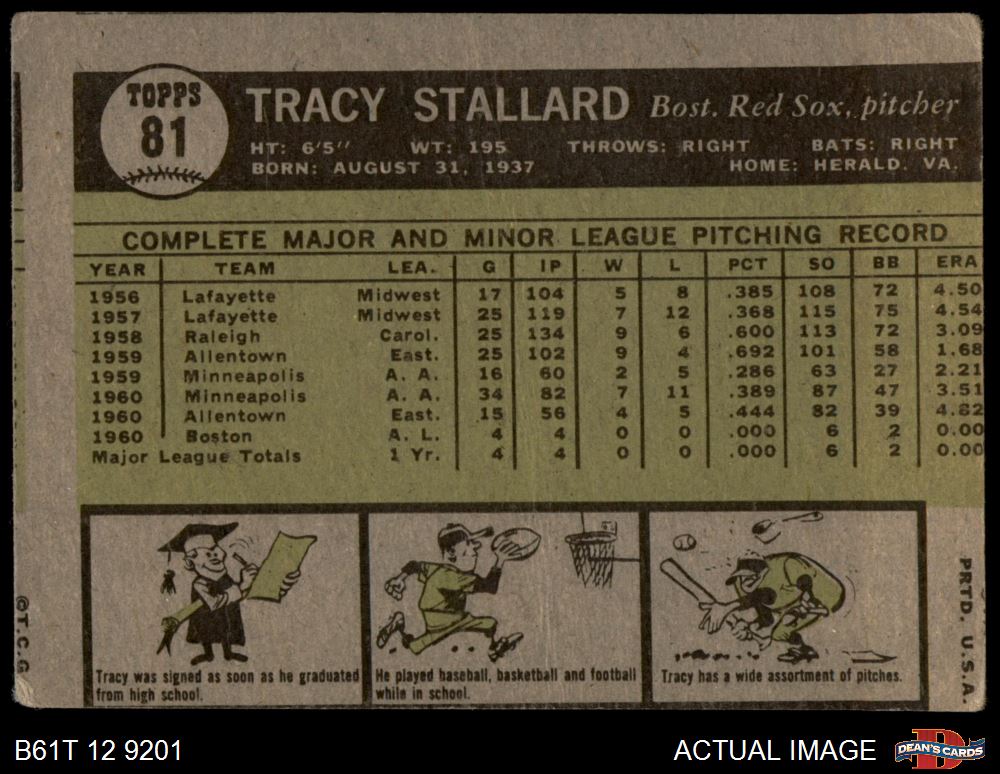 TOPPS
81
TRACY STALLARD Bost. Red Sox, pitcher
HT: 6'5'' WT: 195 THROWS: RIGHT BATS: RIGHT
BORN: AUGUST 31, 1937 HOME: HERALD. VA.
COMPLETE MAJOR AND MINOR LEAGUE PITCHING RECORD
YEAR TEAM LEA. G IP W L PCT SO BB ERA
1956 Lafayette Midwest 17 104 5 8 .385 108 72 4.50
1957 Lafayette Midwest 25 119 7 12 .368 115 75 4.54
1958 Raleigh Carol. 25 134 9 6 .600 113 72 3.09
1959 Allentown East. 25 102 9 4 .692 101 58 1.68
1959 Minneapolis A. A. 16 60 2 5 .286 63 27 2.21
1960 Minneapolis A. A. 34 82 7 11 .389 87 47 3.51
1960 Allentown East. 15 56 4 5 .444 82 39 4.82
1960 Boston A. L. 4 4 0 0 .000 6 2 0.00
Major League Totals 1 Yr. 4 4 0 0 .000 6 2 0.00
Tracy was signed as soon as he graduated
from high school.
He played baseball, basketball and football
while in school.
Tracy has a wide assortment of pitches.
©T.C.G
PRTD. U.S.A.
B61T 12 9201
ACTUAL IMAGE
D
DEAN'S CARDS